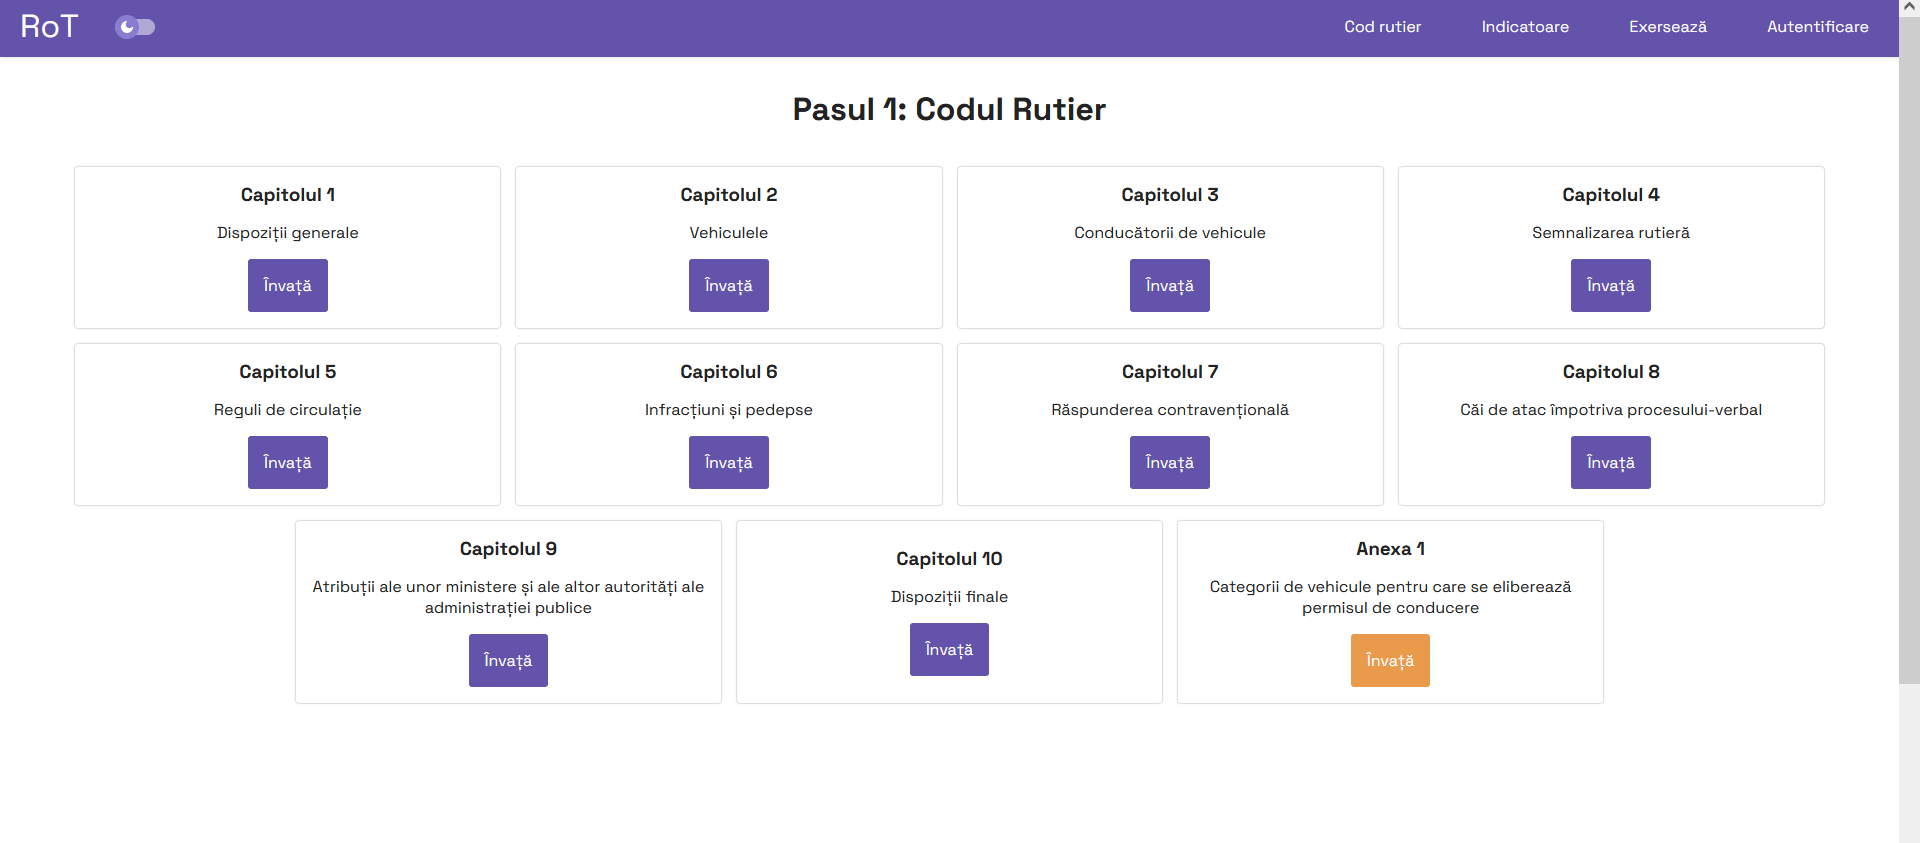 RoT
Cod rutier
Indicatoare
Exersează
Autentificare
Pasul 1: Codul Rutier
Capitolul 1
Dispoziții generale
Învață
Capitolul 2
Vehiculele
Învață
Capitolul 3
Conducătorii de vehicule
Învață
Capitolul 4
Semnalizarea rutieră
Învață
Capitolul 5
Reguli de circulație
Învață
Capitolul 6
Infracțiuni și pedepse
Învață
Capitolul 7
Răspunderea contravențională
Învață
Capitolul 8
Căi de atac împotriva procesului-verbal
Învață
Capitolul 9
Atribuții ale unor ministere și ale altor autorități ale
administrației publice
Învață
Capitolul 10
Dispoziții finale
Învață
Anexa 1
Categorii de vehicule pentru care se eliberează
permisul de conducere
Învață